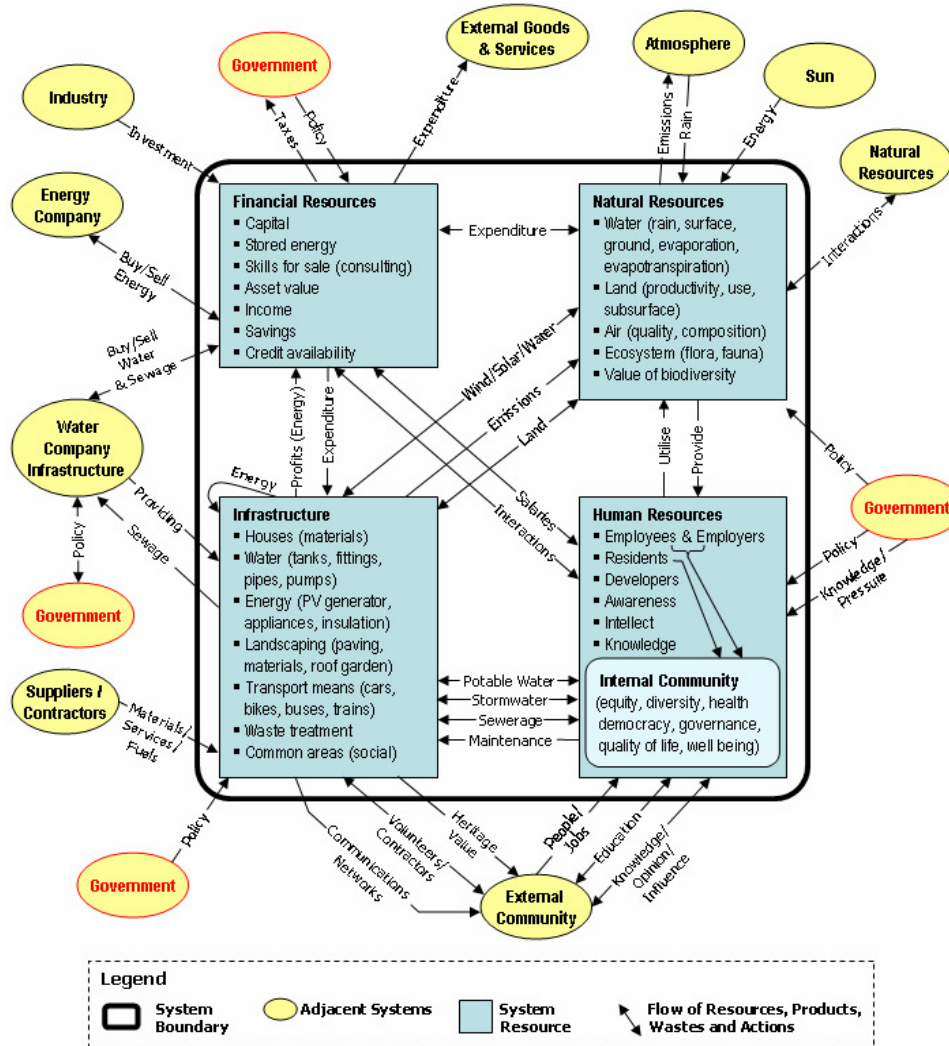 External Goods
& Services
Atmosphere
Government
Sun
Industry
Taxes
Policy
Expenditure
Emissions
Rain
Energy
Investment
Natural
Resources
Energy
Company
Financial Resources
▪ Capital
▪ Stored energy
▪ Skills for sale (consulting)
▪ Asset value
▪ Income
▪ Savings
▪ Credit availability
Expenditure
Natural Resources
▪ Water (rain, surface,
ground, evaporation,
evapotranspiration)
▪ Land (productivity, use,
subsurface)
▪ Air (quality, composition)
▪ Ecosystem (flora, fauna)
▪ Value of biodiversity
Interactions
Buy/Sell
Energy
Buy/Sell
Water
& Sewage
Wind/Solar/Water
Emissions
Land
Profits (Energy)
Expenditure
Salaries
Interactions
Utilise
Provide
Policy
Water
Company
Infrastructure
Energy
Providing
Sewage
Policy
Government
Government
Policy
Knowledge/
Pressure
Infrastructure
▪ Houses (materials)
▪ Water (tanks, fittings,
pipes, pumps)
▪ Energy (PV generator,
appliances, insulation)
▪ Landscaping (paving,
materials, roof garden)
▪ Transport means (cars,
bikes, buses, trains)
▪ Waste treatment
▪ Common areas (social)
Human Resources
▪ Employees & Employers
▪ Residents
▪ Developers
▪ Awareness
▪ Intellect
▪ Knowledge
Internal Community
(equity, diversity, health
democracy, governance,
quality of life, well being)
Potable Water
Stormwater
Sewerage
Maintenance
Suppliers /
Contractors
Materials/
Services/
Fuels
Policy
Government
Communications
Networks
Volunteers/
Contractors
Heritage
Value
People/
Jobs
Education
Knowledge/
Opinion/
Influence
External
Community
Legend
System
Boundary
Adjacent Systems
System
Resource
Flow of Resources, Products,
Wastes and Actions